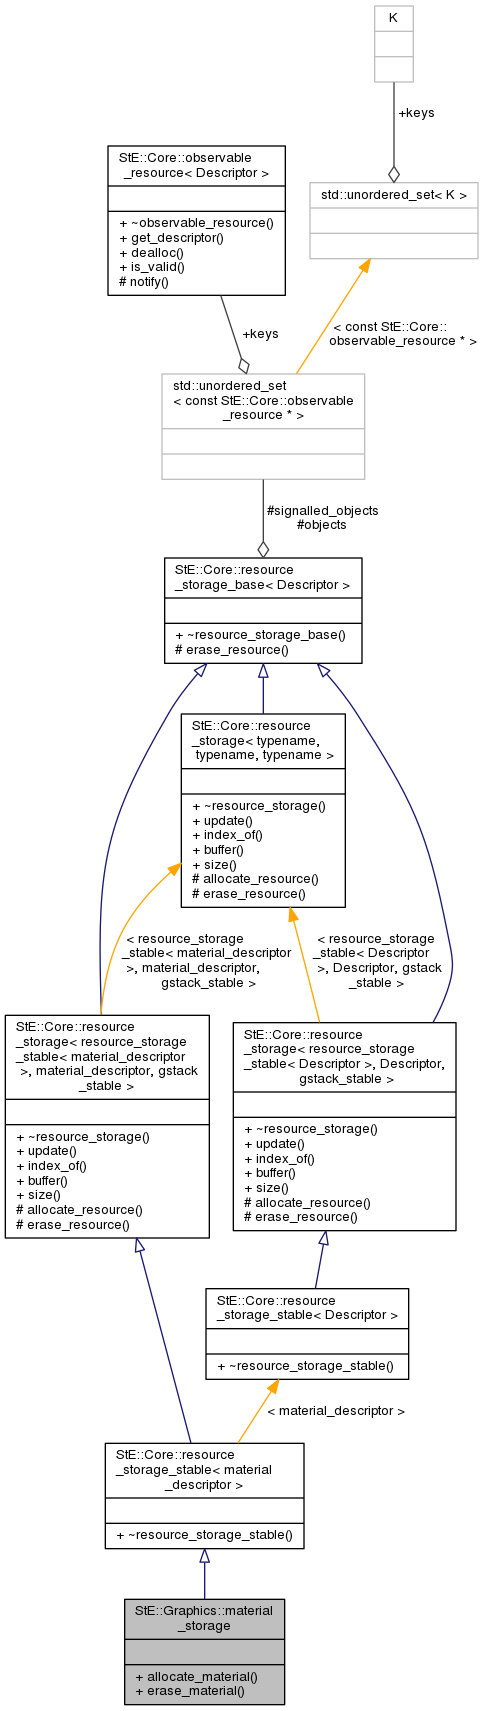 K
+keys
StE::Core::observable
_resource< Descriptor >
+ ~observable_resource()
+ get_descriptor()
+ dealloc()
+ is_valid()
# notify()
std::unordered_set< K >
+keys
< const StE::Core::
observable_resource * >
std::unordered_set
< const StE::Core::observable
_resource * >
#signalled_objects
#objects
StE::Core::resource
_storage_base< Descriptor >
+ ~resource_storage_base()
# erase_resource()
StE::Core::resource
_storage< typename,
typename, typename >
+ ~resource_storage()
+ update()
+ index_of()
+ buffer()
+ size()
# allocate_resource()
# erase_resource()
< resource_storage
_stable< material_descriptor
>, material_descriptor,
gstack_stable >
< resource_storage
_stable< Descriptor
>, Descriptor, gstack
_stable >
StE::Core::resource
_storage< resource_storage
_stable< material_descriptor
>, material_descriptor, gstack
_stable >
+ ~resource_storage()
+ update()
+ index_of()
+ buffer()
+ size()
# allocate_resource()
# erase_resource()
StE::Core::resource
_storage< resource_storage
_stable< Descriptor >, Descriptor,
gstack_stable >
+ ~resource_storage()
+ update()
+ index_of()
+ buffer()
+ size()
# allocate_resource()
# erase_resource()
StE::Core::resource
_storage_stable< Descriptor >
+ ~resource_storage_stable()
< material_descriptor >
StE::Core::resource
_storage_stable< material
_descriptor >
+ ~resource_storage_stable()
StE::Graphics::material
_storage
+ allocate_material()
+ erase_material()